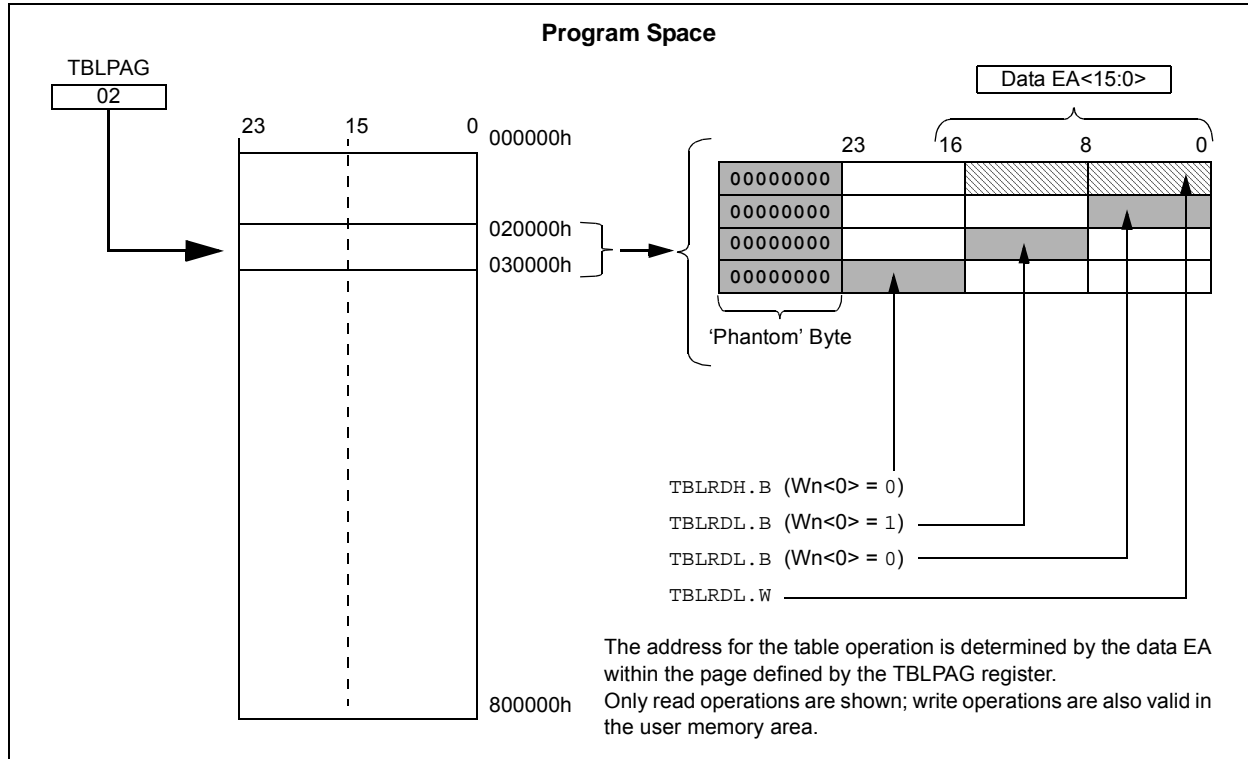 Program Space
TBLPAG
02
Data EA<15:0>
23 15 0
000000h
020000h
030000h
800000h
23 16 8 0
00000000
00000000
00000000
00000000
‘Phantom’ Byte
TBLRDH.B (Wn<0> = 0)
TBLRDL.B (Wn<0> = 1)
TBLRDL.B (Wn<0> = 0)
TBLRDL.W
The address for the table operation is determined by the data EA
within the page defined by the TBLPAG register.
Only read operations are shown; write operations are also valid in
the user memory area.